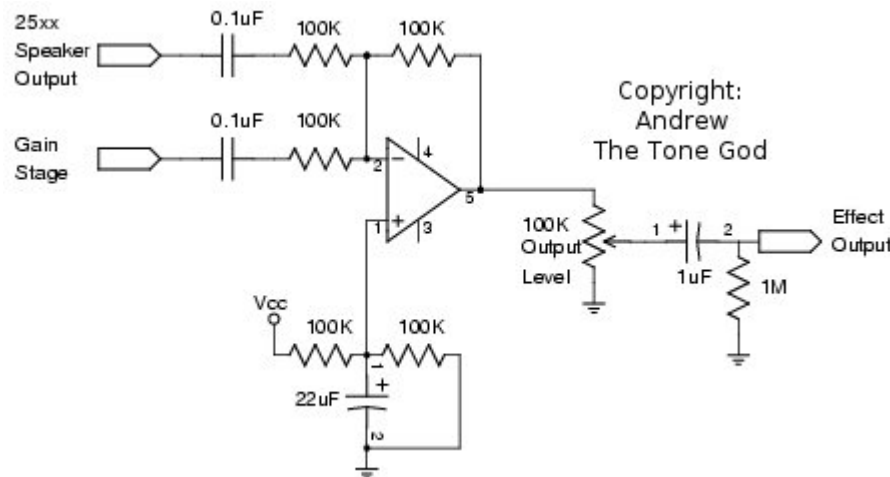 25xx
Speaker
Output
0.1uF
100K
100K
Gain
Stage
0.1uF
100K
2
4
5
1
3
Copyright:
Andrew
The Tone God
100K
Output
Level
1
2
1uF
Effect
Output
1M
Vcc
100K
100K
1
22uF
2